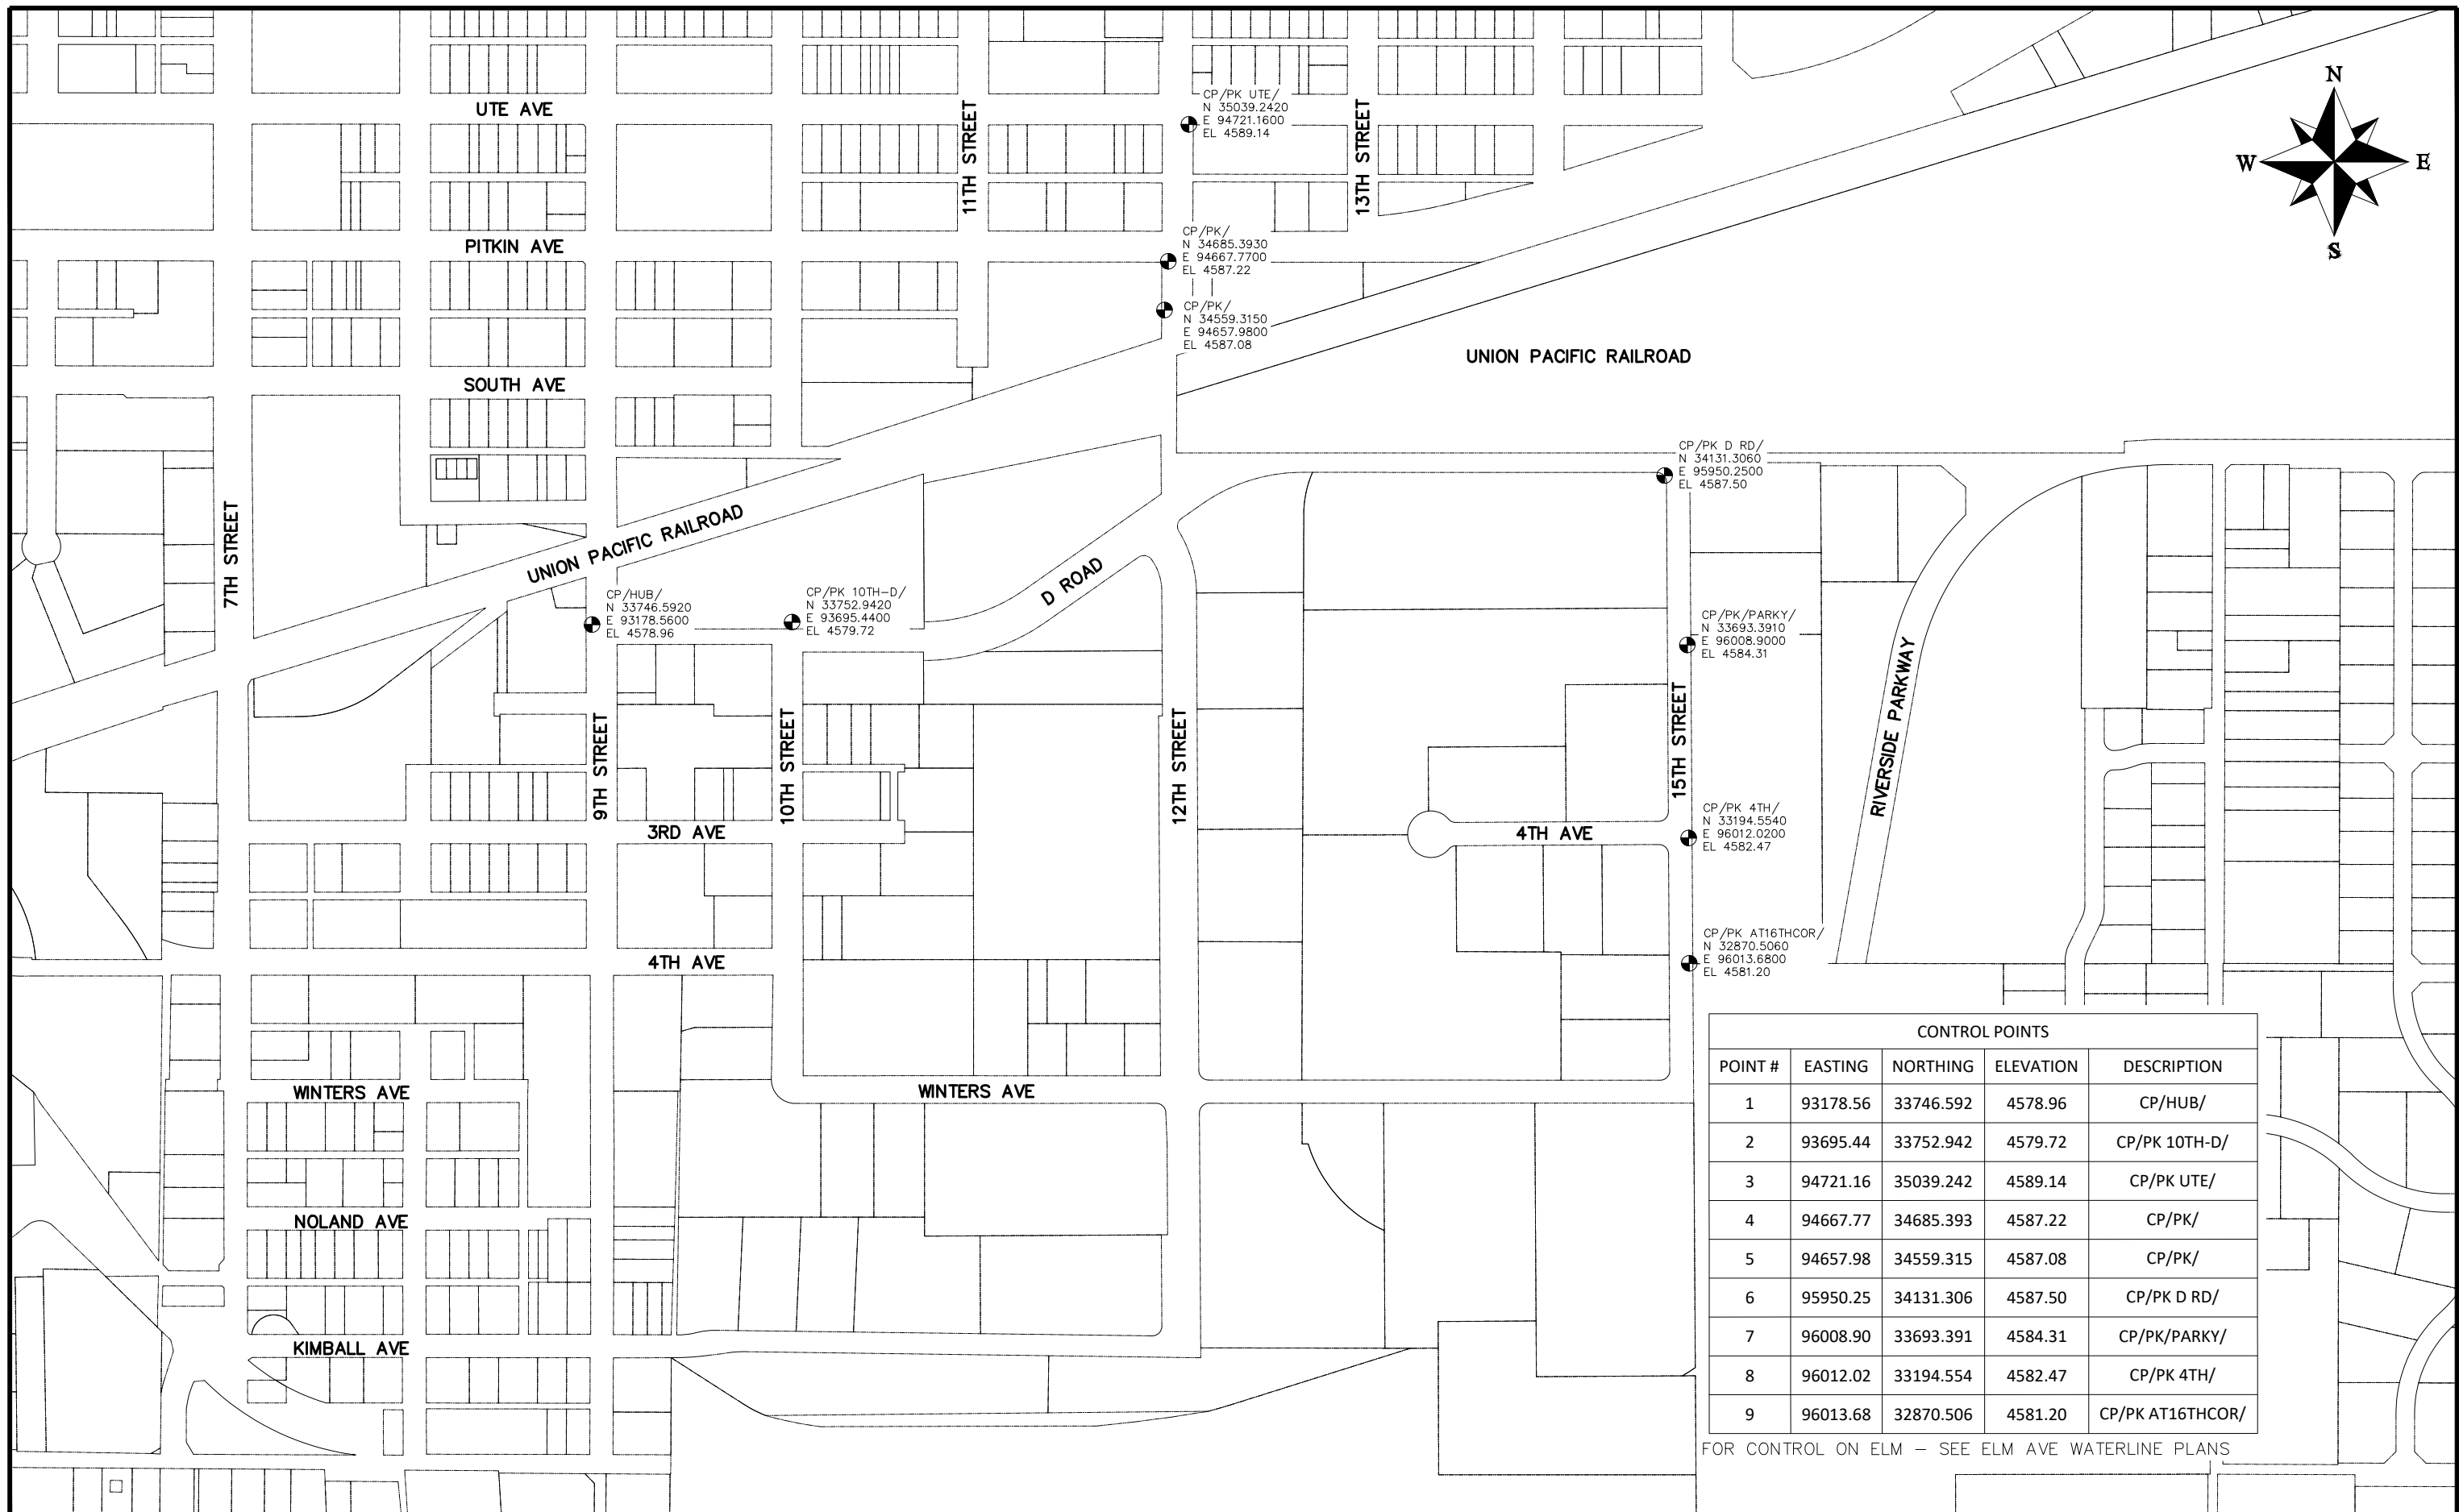 N
W E
S
UTE AVE
11TH STREET
13TH STREET
CP/PK UTE/
N 35039.2420
E 94721.1600
EL 4589.14
PITKIN AVE
CP/PK/
N 34685.3930
E 94667.7700
EL 4587.22
CP/PK/
N 34559.3150
E 94657.9800
EL 4587.08
UNION PACIFIC RAILROAD
SOUTH AVE
CP/PK D RD/
N 34131.3060
E 95950.2500
EL 4587.50
7TH STREET
UNION PACIFIC RAILROAD
D ROAD
CP/HUB/
N 33746.5920
E 93178.5600
EL 4578.96
CP/PK 10TH-D/
N 33752.9420
E 93695.4400
EL 4579.72
CP/PK/PARKY/
N 33693.3910
E 96008.9000
EL 4584.31
9TH STREET
10TH STREET
12TH STREET
15TH STREET
RIVERSIDE PARKWAY
3RD AVE
4TH AVE
CP/PK 4TH/
N 33194.5540
E 96012.0200
EL 4582.47
4TH AVE
CP/PK AT16THCOR/
N 32870.5060
E 96013.6800
EL 4581.20
WINTERS AVE
WINTERS AVE
NOLAND AVE
KIMBALL AVE
CONTROL POINTS
POINT # EASTING NORTHING ELEVATION DESCRIPTION
1 93178.56 33746.592 4578.96 CP/HUB/
2 93695.44 33752.942 4579.72 CP/PK 10TH-D/
3 94721.16 35039.242 4589.14 CP/PK UTE/
4 94667.77 34685.393 4587.22 CP/PK/
5 94657.98 34559.315 4587.08 CP/PK/
6 95950.25 34131.306 4587.50 CP/PK D RD/
7 96008.90 33693.391 4584.31 CP/PK/PARKY/
8 96012.02 33194.554 4582.47 CP/PK 4TH/
9 96013.68 32870.506 4581.20 CP/PK AT16THCOR/
FOR CONTROL ON ELM – SEE ELM AVE WATERLINE PLANS